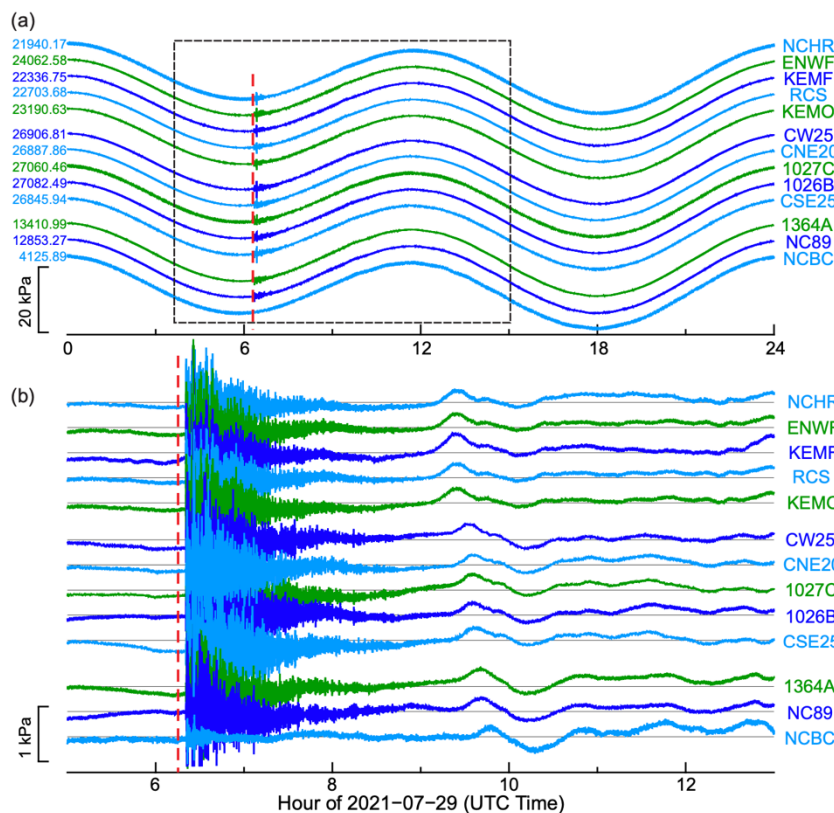 (a)
21940.17 NCHR
24062.58 ENWF
22336.75 KEMF
22703.68 RCS
23190.63 KEMO
26906.81 CW25
26887.86 CNE20
27060.46 1027C
27082.49 1026B
26845.94 CSE25
13410.99 1364A
12853.27 NC89
4125.89 NCBC
20 kPa
0 6 12 18 24
(b)
NCHR
ENWF
KEMF
RCS
KEMO
CW25
CNE20
1027C
1026B
CSE25
1364A
NC89
NCBC
1 kPa
6 8 10 12
Hour of 2021−07−29 (UTC Time)